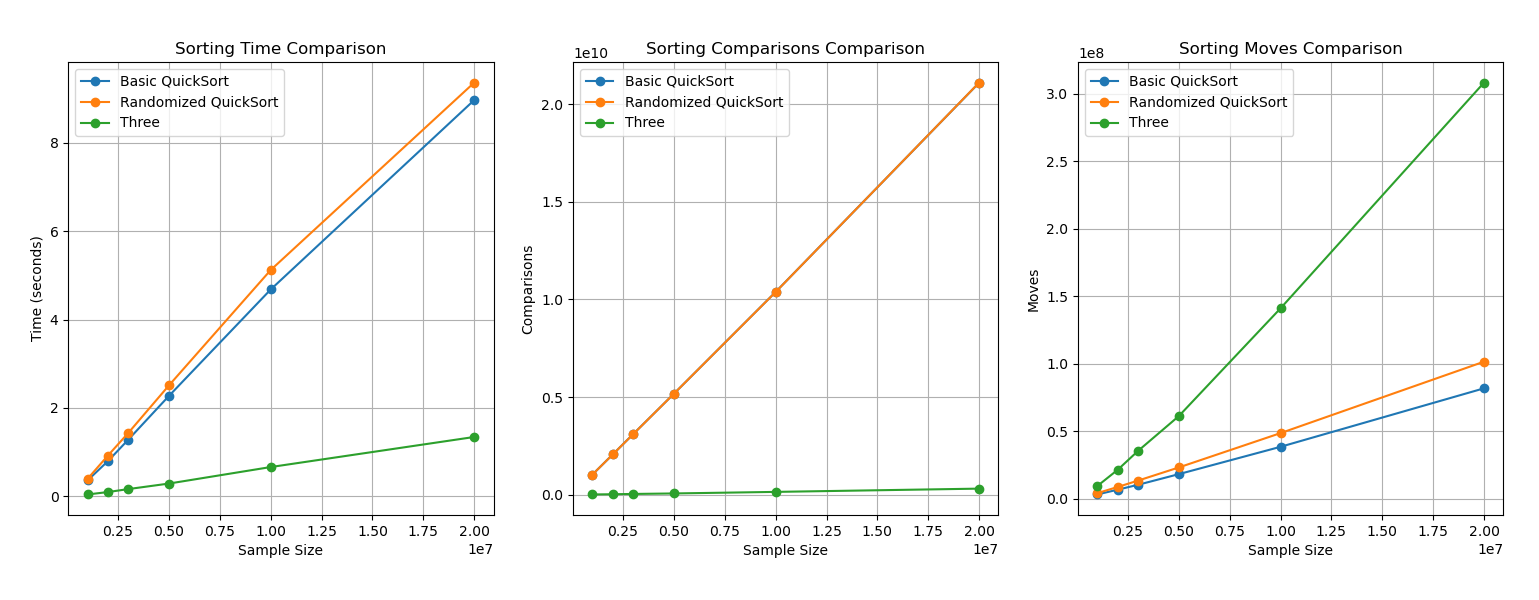 Sorting Time Comparison
Basic QuickSort
Randomized QuickSort
Three
Time (seconds)
8
6
4
2
0
0.25 0.50 0.75 1.00 1.25 1.50 1.75 2.00
Sample Size
1e7
Sorting Comparisons Comparison
1e10
Basic QuickSort
Randomized QuickSort
Three
Comparisons
2.0
1.5
1.0
0.5
0.0
0.25 0.50 0.75 1.00 1.25 1.50 1.75 2.00
Sample Size
1e7
Sorting Moves Comparison
1e8
Basic QuickSort
Randomized QuickSort
Three
Moves
3.0
2.5
2.0
1.5
1.0
0.5
0.0
0.25 0.50 0.75 1.00 1.25 1.50 1.75 2.00
Sample Size
1e7